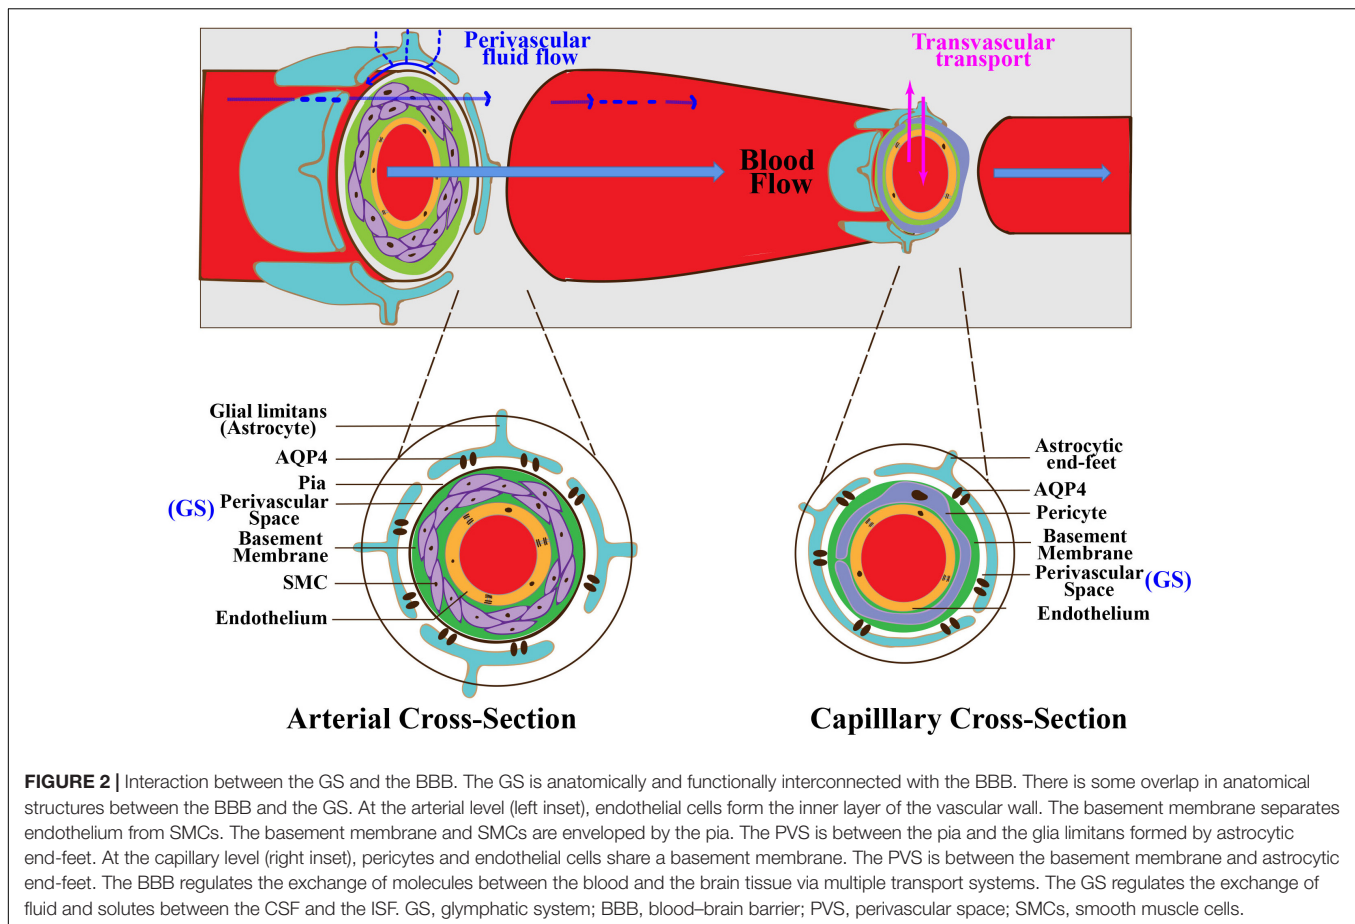 Perivascular
fluid flow
Transvascular
transport
Blood
Flow
Glial limitans
(Astrocyte)
AQP4
Pia
(GS) Perivascular
Space
Basement
Membrane
SMC
Endothelium
Astrocytic
end-feet
AQP4
Pericyte
Basement
Membrane
Perivascular (GS)
Space
Endothelium
Arterial Cross-Section
Capilllary Cross-Section
FIGURE 2 | Interaction between the GS and the BBB. The GS is anatomically and functionally interconnected with the BBB. There is some overlap in anatomical
structures between the BBB and the GS. At the arterial level (left inset), endothelial cells form the inner layer of the vascular wall. The basement membrane separates
endothelium from SMCs. The basement membrane and SMCs are enveloped by the pia. The PVS is between the pia and the glia limitans formed by astrocytic
end-feet. At the capillary level (right inset), pericytes and endothelial cells share a basement membrane. The PVS is between the basement membrane and astrocytic
end-feet. The BBB regulates the exchange of molecules between the blood and the brain tissue via multiple transport systems. The GS regulates the exchange of
fluid and solutes between the CSF and the ISF. GS, glymphatic system; BBB, blood–brain barrier; PVS, perivascular space; SMCs, smooth muscle cells.